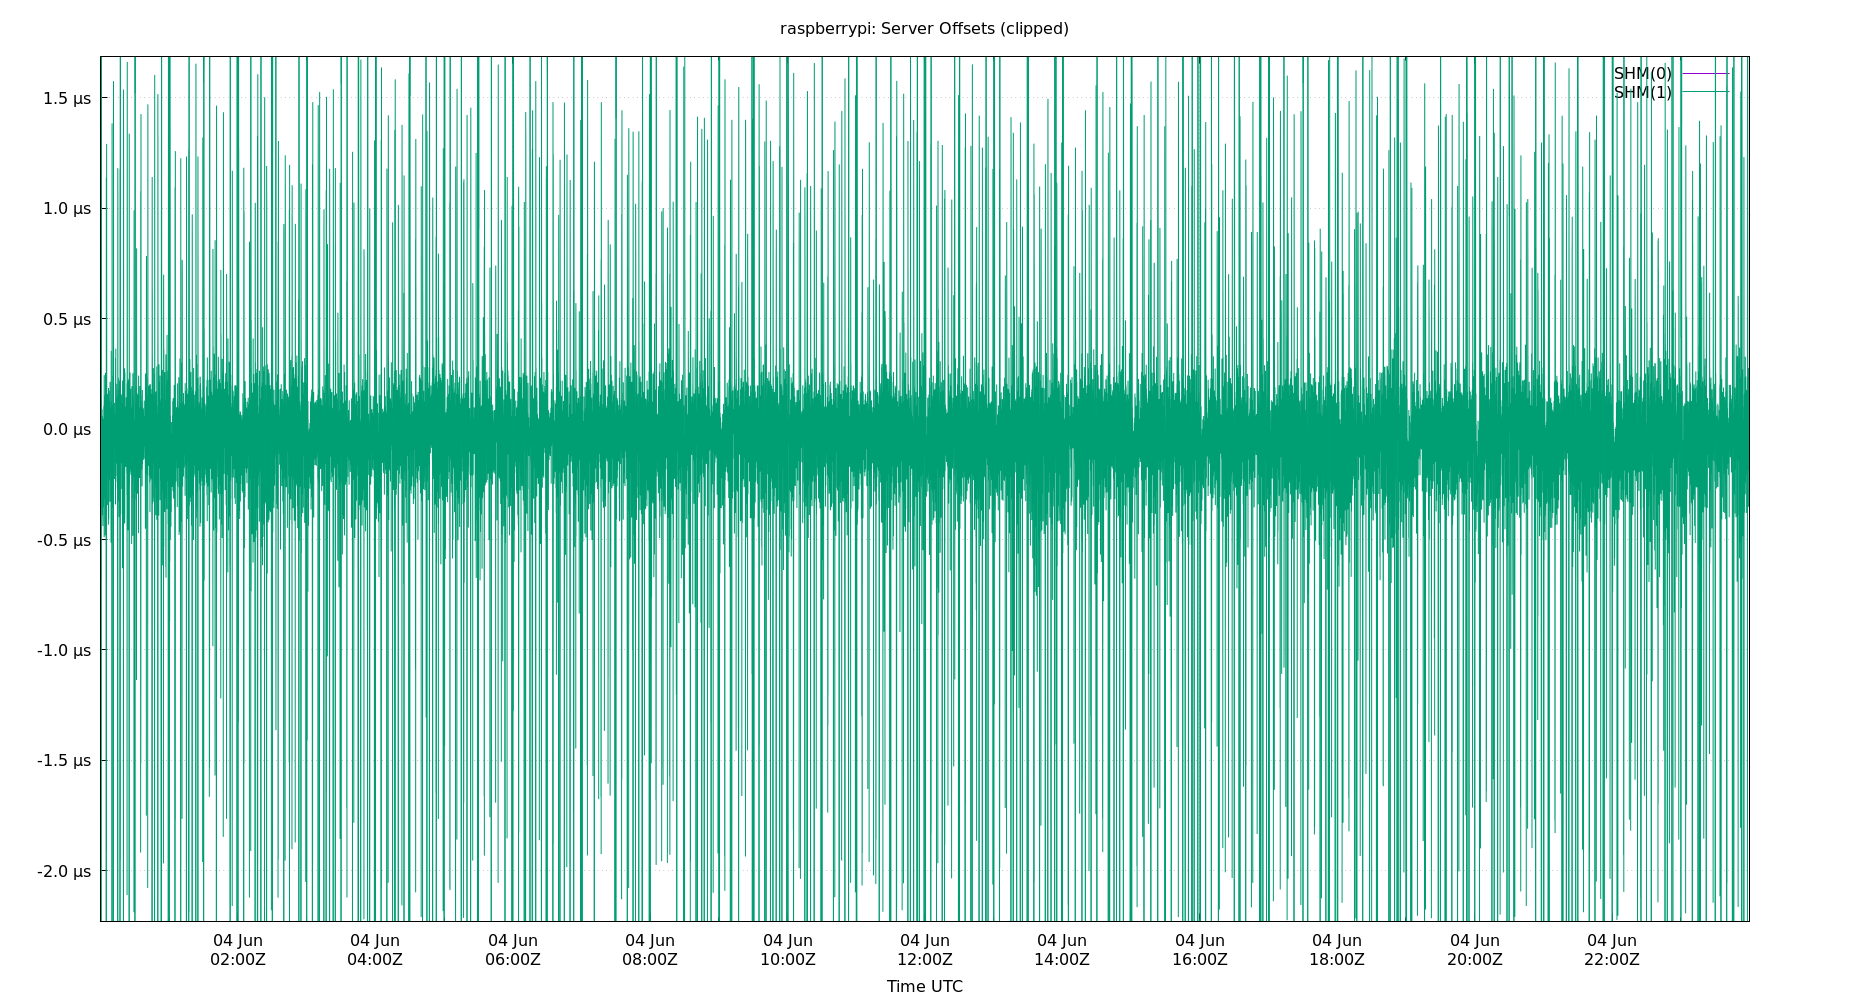 raspberrypi: Server Offsets (clipped)
SHM(0)
SHM(1)
1.5 µs
1.0 µs
0.5 µs
0.0 µs
-0.5 µs
-1.0 µs
-1.5 µs
-2.0 µs
04 Jun 04 Jun 04 Jun 04 Jun 04 Jun 04 Jun 04 Jun 04 Jun 04 Jun 04 Jun 04 Jun
02:00Z 04:00Z 06:00Z 08:00Z 10:00Z 12:00Z 14:00Z 16:00Z 18:00Z 20:00Z 22:00Z
Time UTC